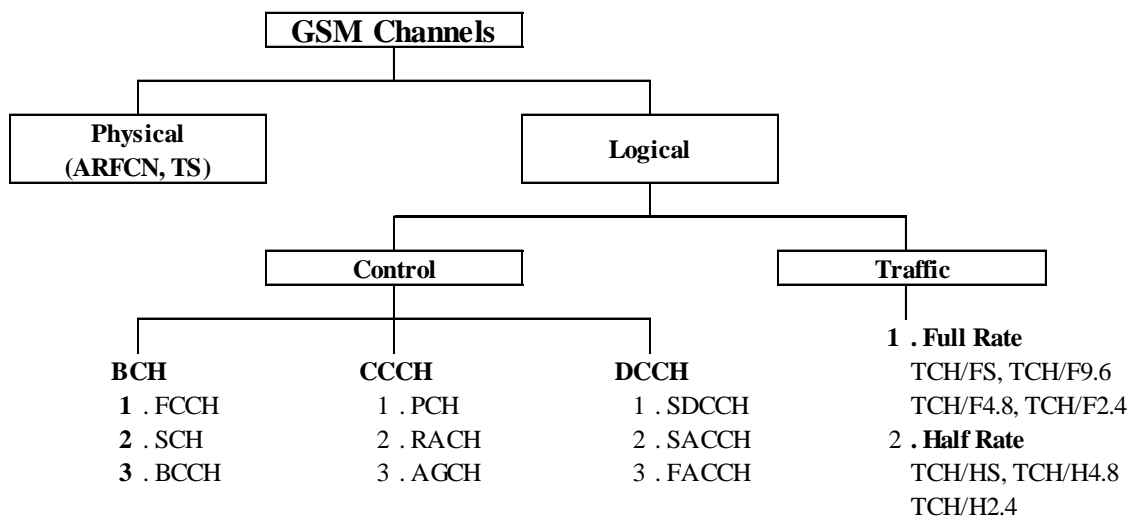 GSM Channels
Physical
(ARFCN, TS)
Logical
Control
Traffic
BCH
1 . FCCH
2 . SCH
3 . BCCH
CCCH
1 . PCH
2 . RACH
3 . AGCH
DCCH
1 . SDCCH
2 . SACCH
3 . FACCH
1 . Full Rate
TCH/FS, TCH/F9.6
TCH/F4.8, TCH/F2.4
2 . Half Rate
TCH/HS, TCH/H4.8
TCH/H2.4